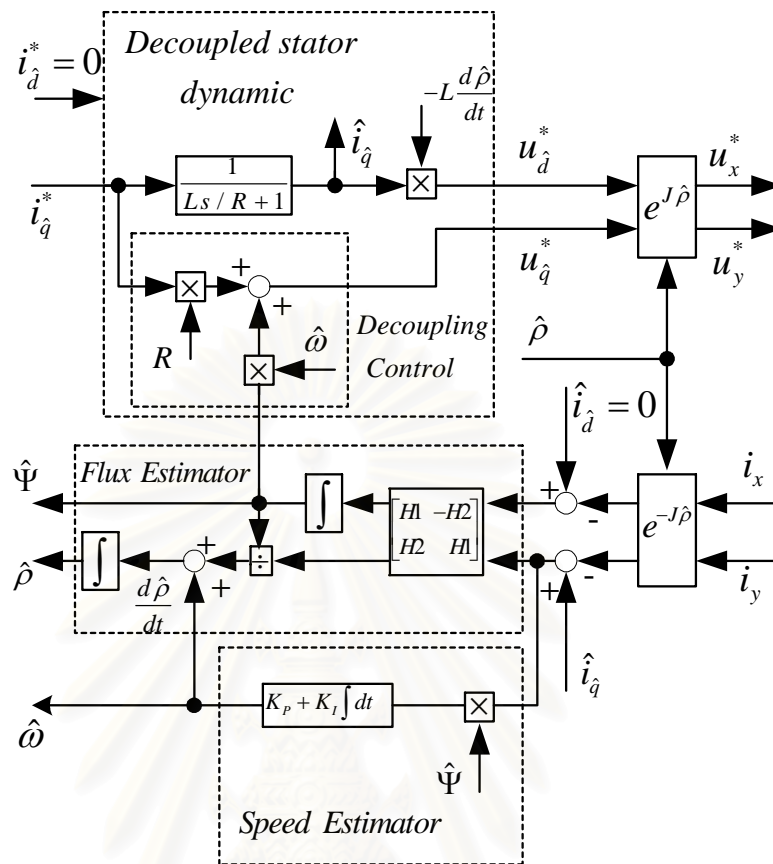 Decoupled stator
dynamic
i*_d̂ = 0
−L dρ̂/dt
î_q̂
u*_d̂
u*_x
1 / (Ls / R + 1)
×
e^{Jρ̂}
i*_q̂
u*_q̂
u*_y
+
×
+
R
ω̂
Decoupling
Control
×
ρ̂
î_d̂ = 0
Flux Estimator
Ψ̂
∫
[H1 −H2
H2 H1]
+
-
i_x
e^{−Jρ̂}
ρ̂
∫
+
+
÷
+
-
i_y
dρ̂/dt
î_q̂
ω̂
K_P + K_I ∫ dt
×
Ψ̂
Speed Estimator